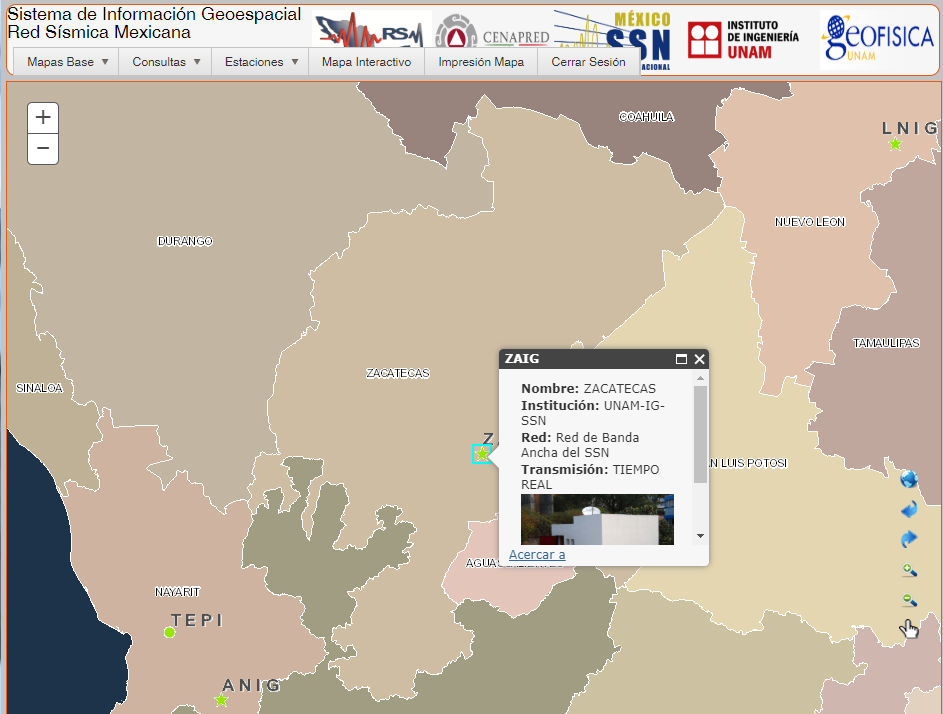 Sistema de Información Geoespacial
Red Sísmica Mexicana
RSM
CENAPRED
MÉXICO
SSN
INSTITUTO
DE INGENIERÍA
UNAM
GEOFISICA
UNAM
Mapas Base
Consultas
Estaciones
Mapa Interactivo
Impresión Mapa
Cerrar Sesión
+
−
COAHUILA
LNIG
NUEVO LEON
DURANGO
TAMAULIPAS
ZACATECAS
SINALOA
ZAIG
Nombre: ZACATECAS
Institución: UNAM-IG-
SSN
Red: Red de Banda
Ancha del SSN
Transmisión: TIEMPO
REAL
Acercar a
Z
N LUIS POTOSI
NAYARIT
TEPI
ANIG